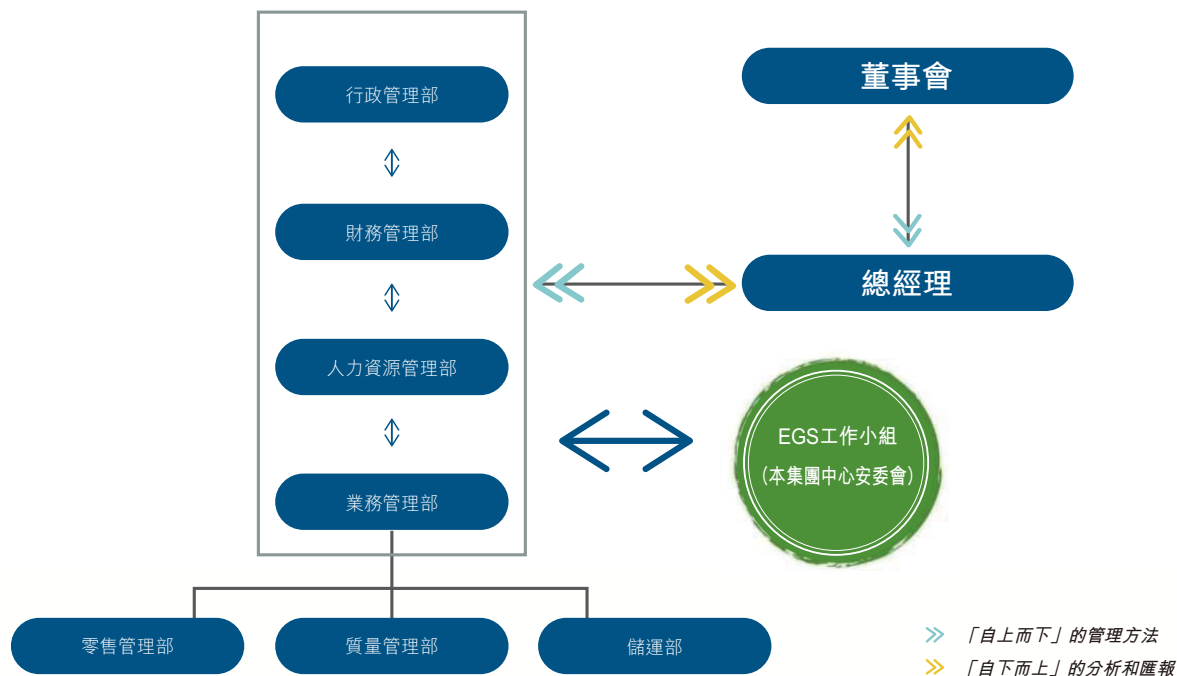 行政管理部
財務管理部
人力資源管理部
業務管理部
零售管理部
質量管理部
儲運部
董事會
總經理
EGS工作小組
（本集團中心安委會）
「自上而下」的管理方法
「自下而上」的分析和匯報